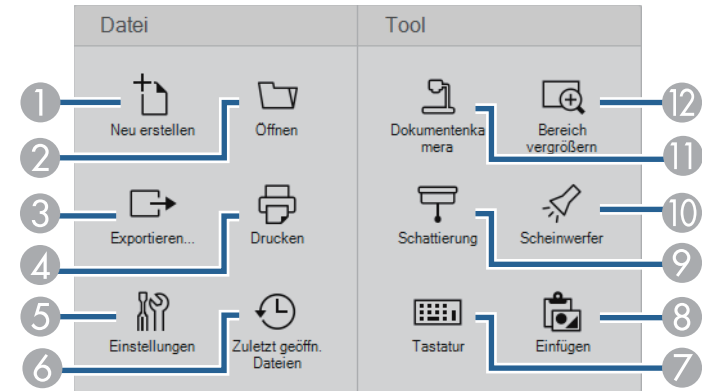 Datei
Tool
1
Neu erstellen
2
Öffnen
3
Exportieren...
4
Drucken
5
Einstellungen
6
Zuletzt geöffn.
Dateien
12
Bereich
vergrößern
11
Dokumentenka
mera
10
Scheinwerfer
9
Schattierung
8
Einfügen
7
Tastatur